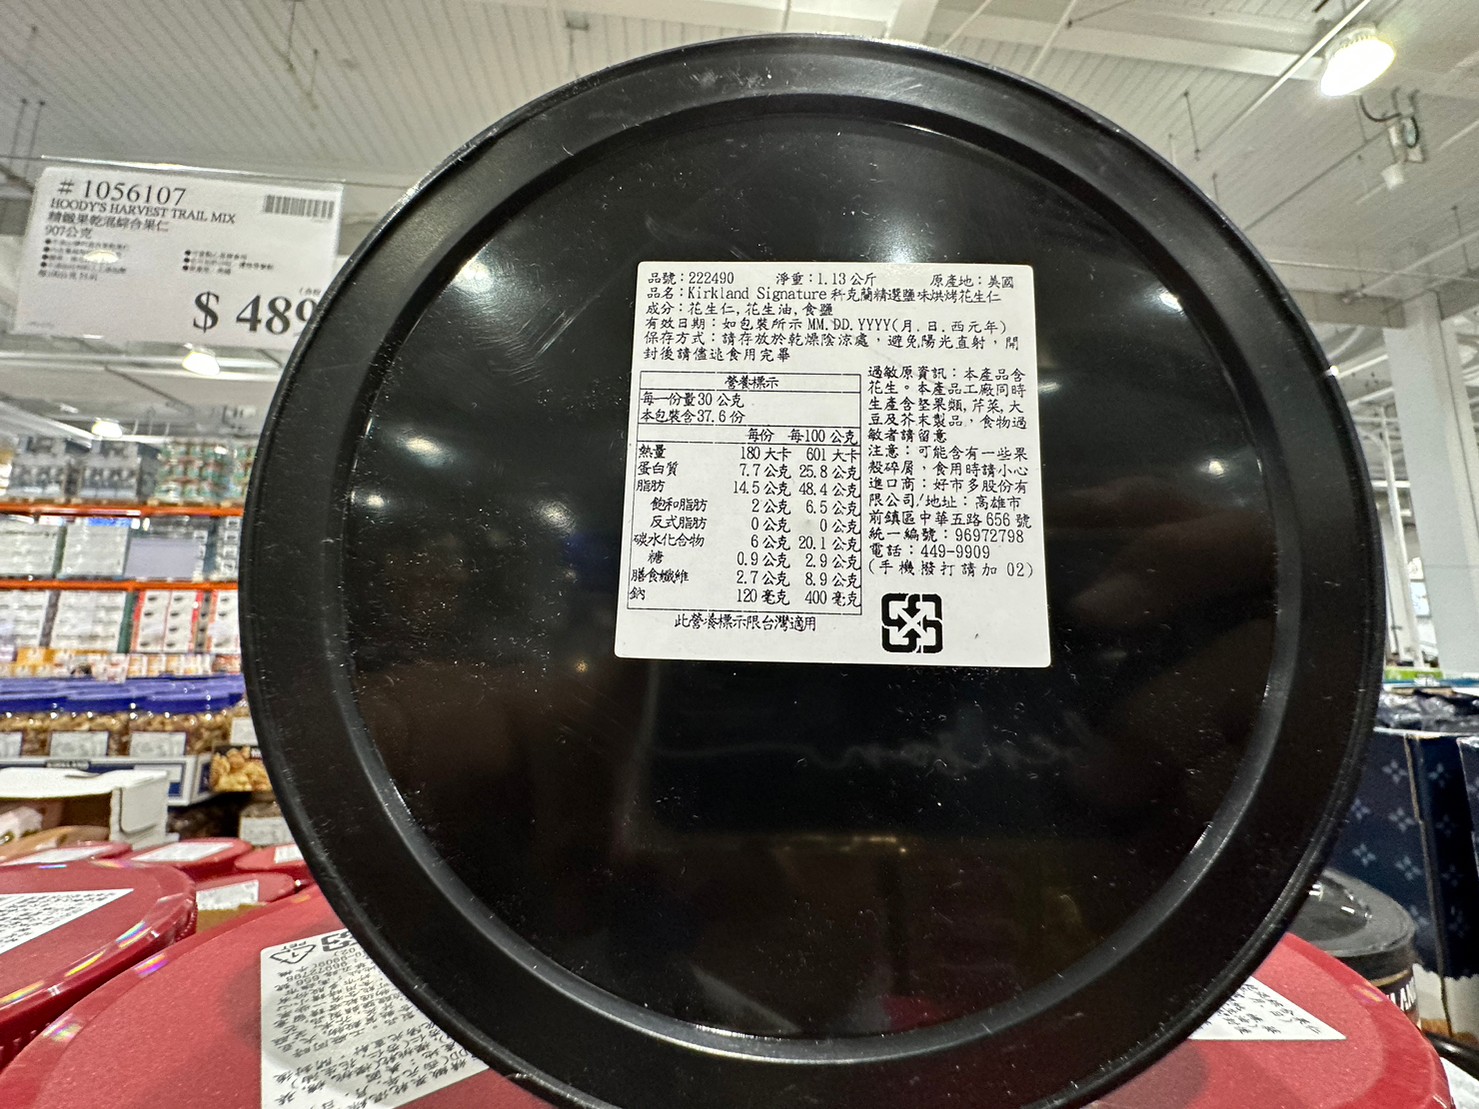 # 1056107
HOODY'S HARVEST TRAIL MIX
精緻果乾混綜合果仁
907公克
$ 489
品號：222490 淨重：1.13公斤 原產地：美國
品名：Kirkland Signature 科克蘭精選鹽味烘烤花生仁
成分：花生仁, 花生油, 食鹽
有效日期：如包裝所示 MM.DD.YYYY(月．日．西元年)
保存方式：請存放於乾燥陰涼處，避免陽光直射，開
封後請儘速食用完畢
營養標示
每一份量30公克
本包裝含37.6份
每份 每100公克
熱量 180大卡 601大卡
蛋白質 7.7公克 25.8公克
脂肪 14.5公克 48.4公克
飽和脂肪 2公克 6.5公克
反式脂肪 0公克 0公克
碳水化合物 6公克 20.1公克
糖 0.9公克 2.9公克
膳食纖維 2.7公克 8.9公克
鈉 120毫克 400毫克
此營養標示限台灣適用
過敏原資訊：本產品含
花生。本產品工廠同時
生產含堅果類, 芹菜, 大
豆及芥末製品，食物過
敏者請留意
注意：可能含有一些果
殼碎屑，食用時請小心
進口商：好市多股份有
限公司/地址：高雄市
前鎮區中華五路656號
統一編號：96972798
電話：449-9909
(手機撥打請加 02)
KIRKLAND
PET